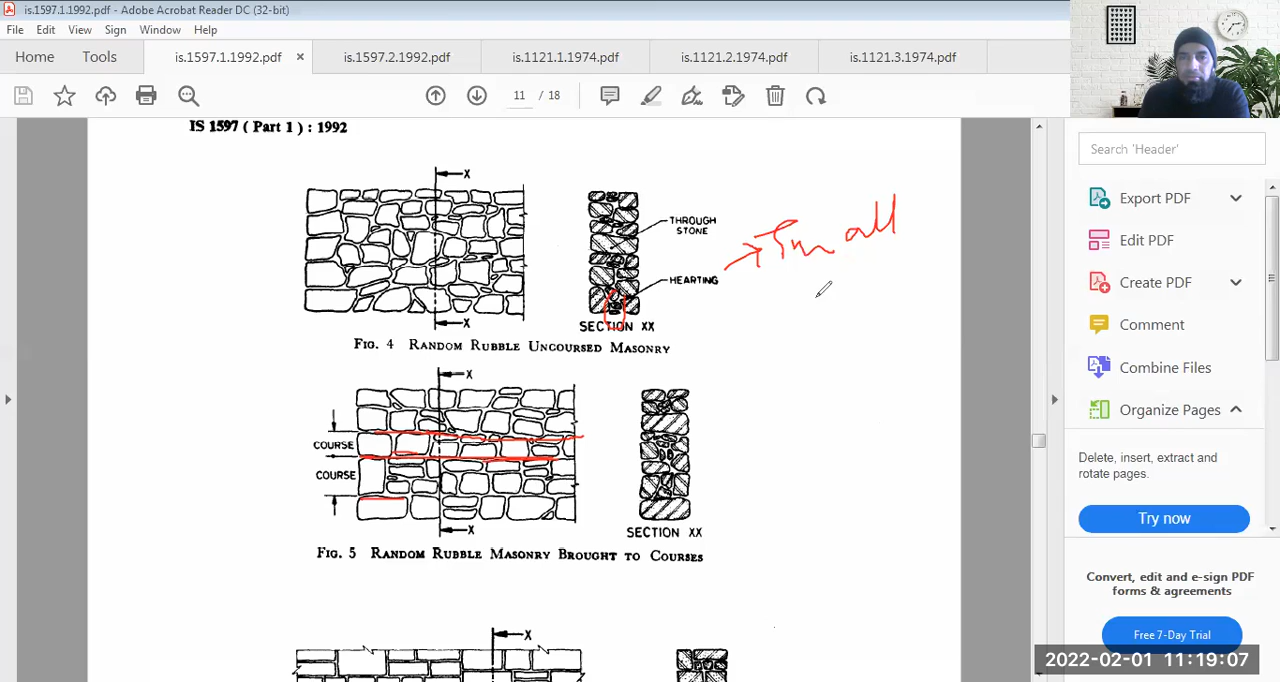 is.1597.1.1992.pdf - Adobe Acrobat Reader DC (32-bit)
File Edit View Sign Window Help
Home Tools is.1597.1.1992.pdf × is.1597.2.1992.pdf is.1121.1.1974.pdf is.1121.2.1974.pdf is.1121.3.1974.pdf
11 / 18
IS 1597 ( Part 1 ) : 1992
X
THROUGH
STONE
Small
HEARTING
X
SECTION XX
FIG. 4 RANDOM RUBBLE UNCOURSED MASONRY
X
COURSE
COURSE
X
SECTION XX
FIG. 5 RANDOM RUBBLE MASONRY BROUGHT TO COURSES
X
Search 'Header'
Export PDF
Edit PDF
Create PDF
Comment
Combine Files
Organize Pages
Delete, insert, extract and
rotate pages.
Try now
Convert, edit and e-sign PDF
forms & agreements
Free 7-Day Trial
2022-02-01 11:19:07